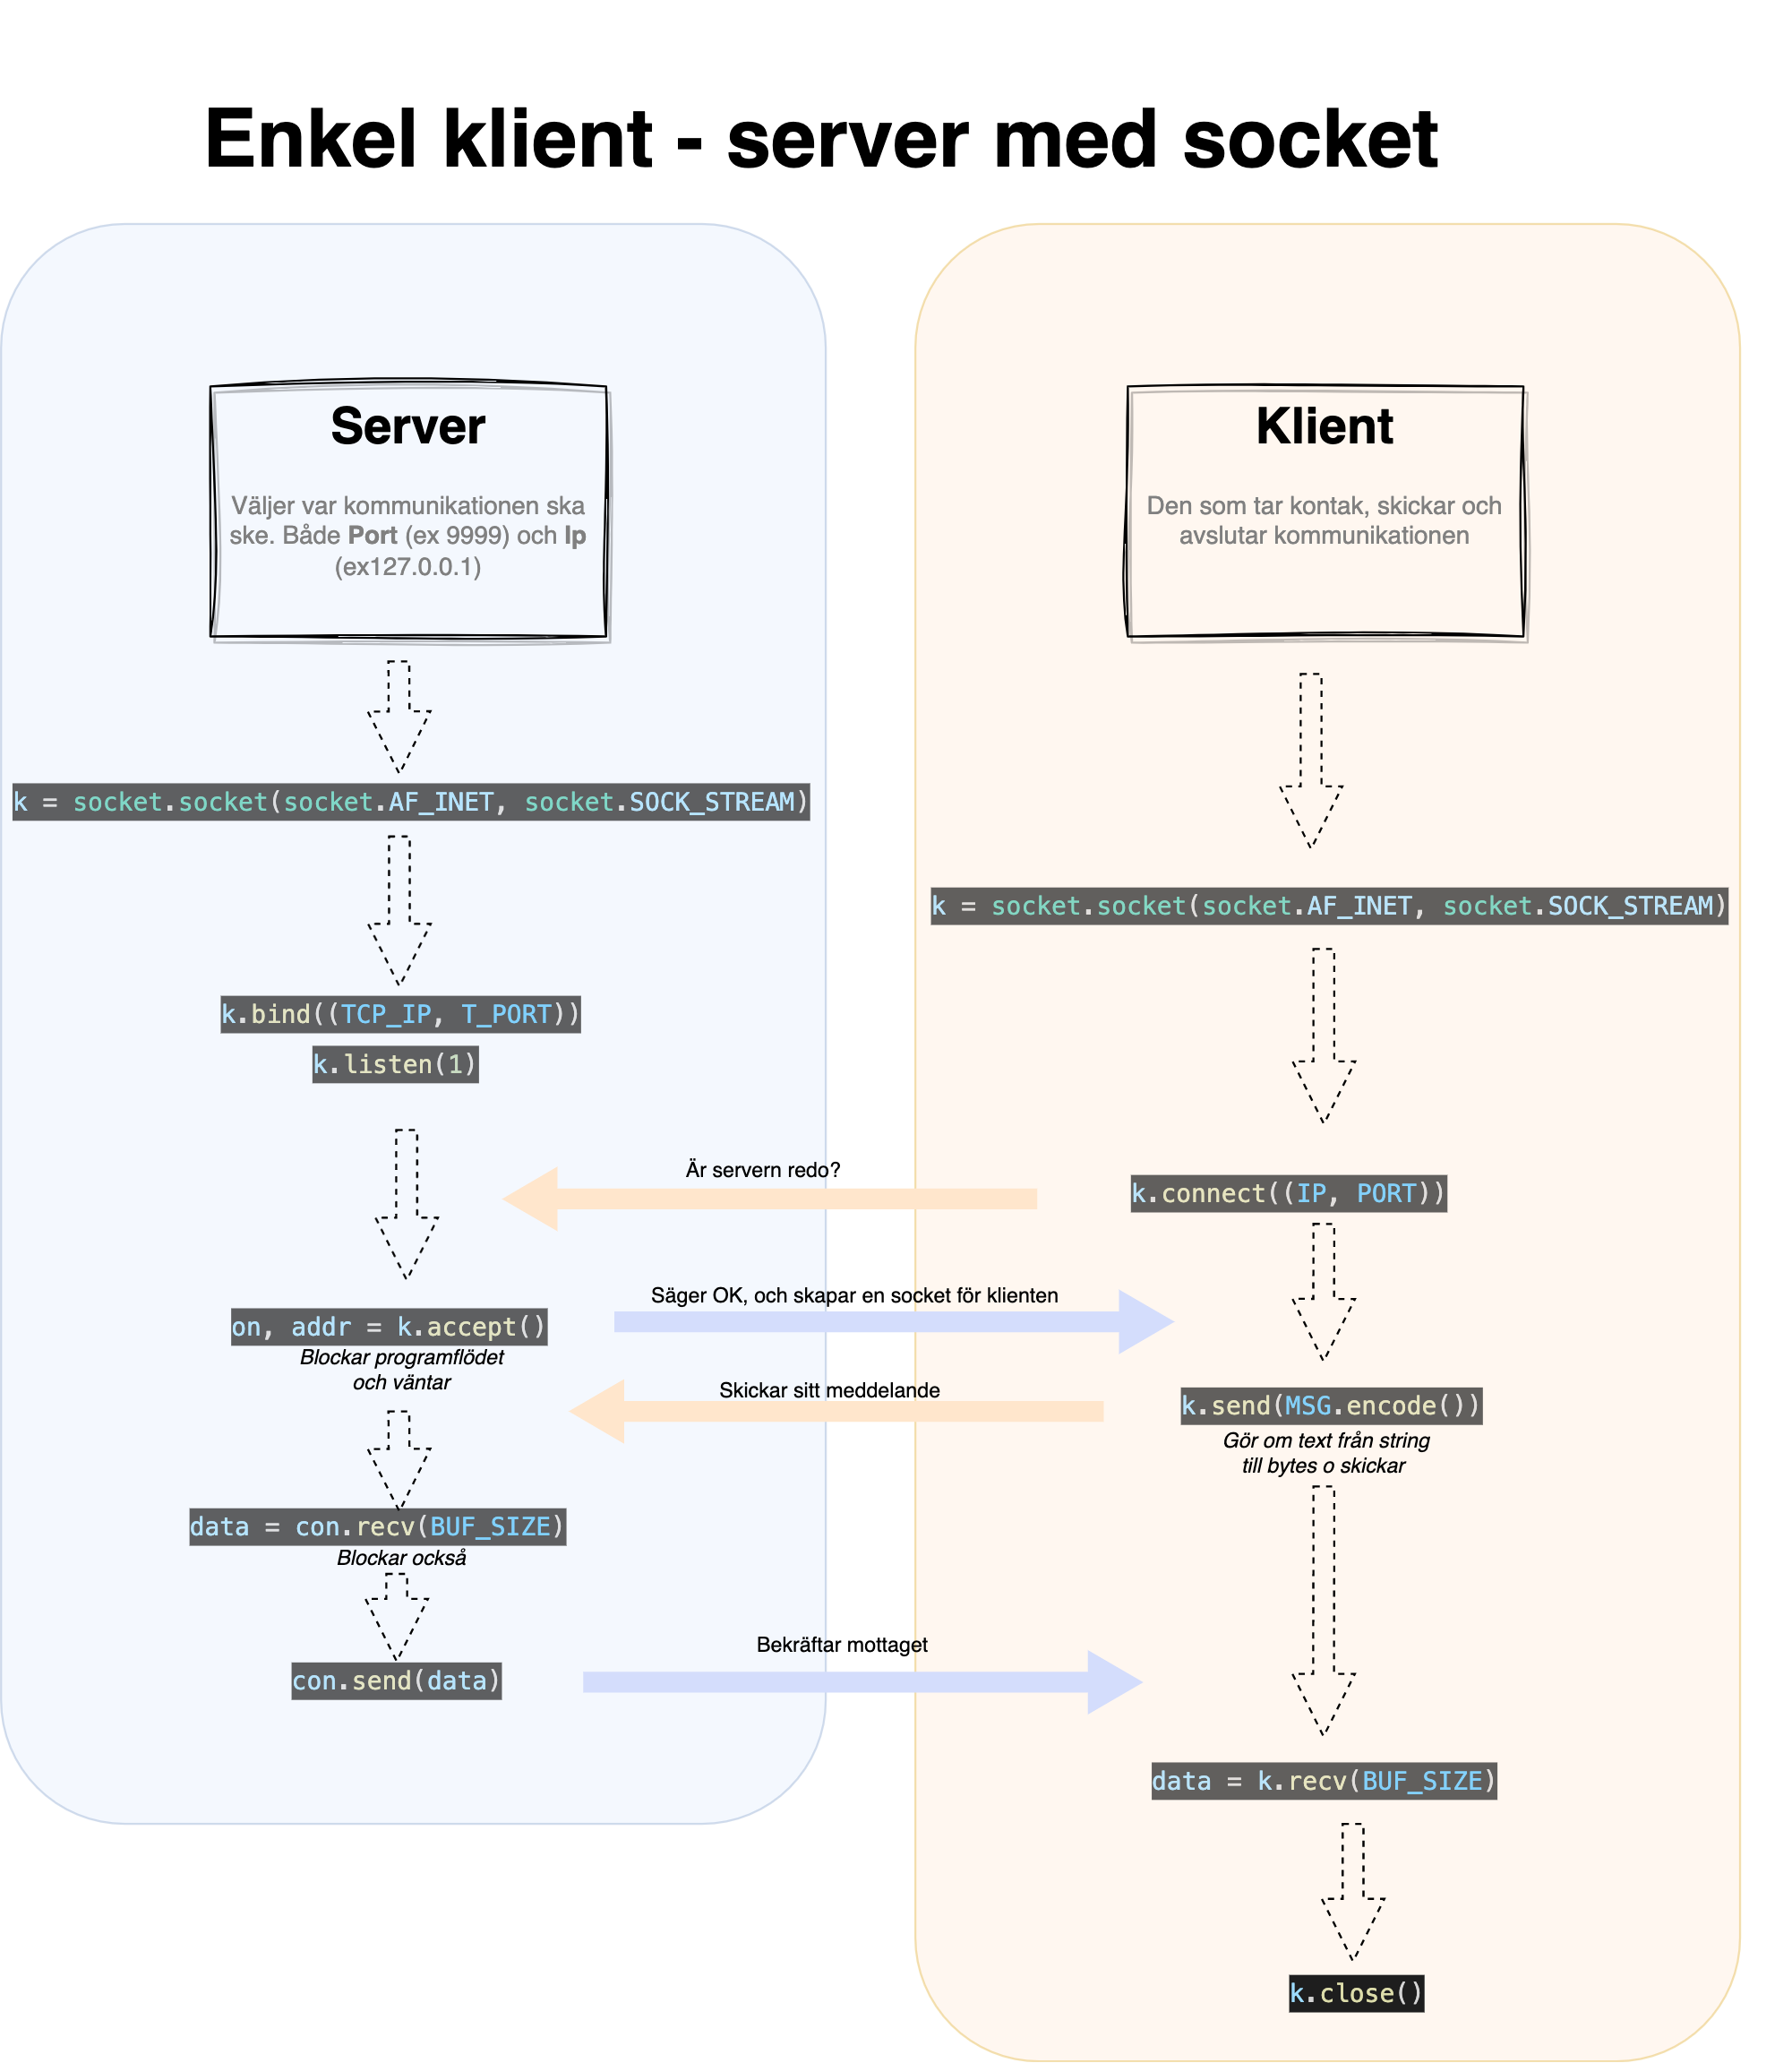 Enkel klient - server med socket
Server
Väljer var kommunikationen ska
ske. Både Port (ex 9999) och Ip
(ex127.0.0.1)
k = socket.socket(socket.AF_INET, socket.SOCK_STREAM)
k.bind((TCP_IP, T_PORT))
k.listen(1)
on, addr = k.accept()
Blockar programflödet
och väntar
data = con.recv(BUF_SIZE)
Blockar också
con.send(data)
Är servern redo?
Säger OK, och skapar en socket för klienten
Skickar sitt meddelande
Bekräftar mottaget
Klient
Den som tar kontak, skickar och
avslutar kommunikationen
k = socket.socket(socket.AF_INET, socket.SOCK_STREAM)
k.connect((IP, PORT))
k.send(MSG.encode())
Gör om text från string
till bytes o skickar
data = k.recv(BUF_SIZE)
k.close()